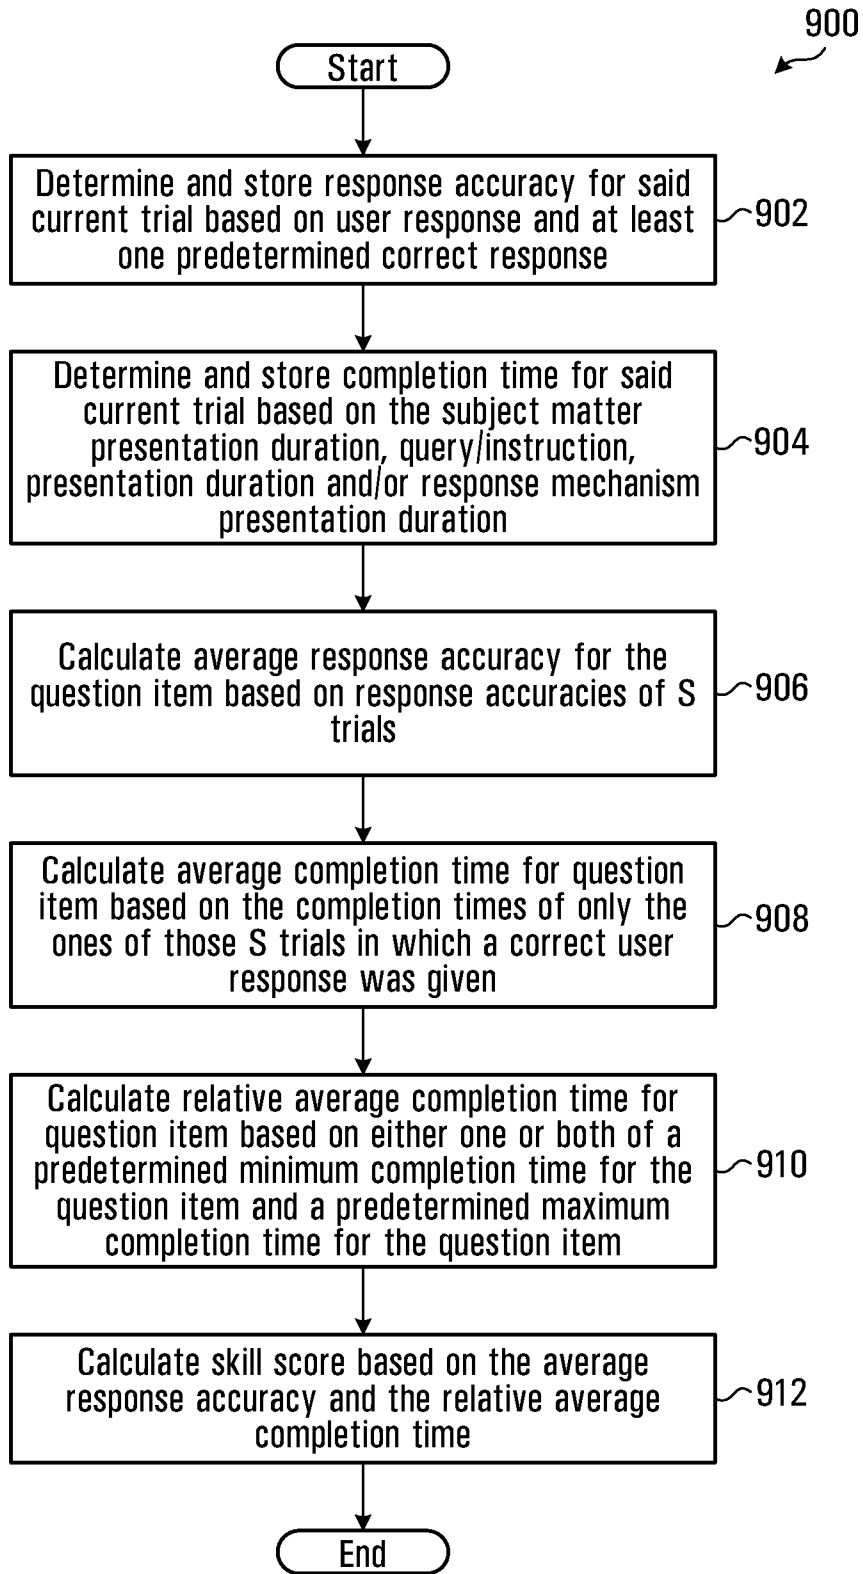 900
Start
Determine and store response accuracy for said
current trial based on user response and at least
one predetermined correct response
902
Determine and store completion time for said
current trial based on the subject matter
presentation duration, query/instruction,
presentation duration and/or response mechanism
presentation duration
904
Calculate average response accuracy for the
question item based on response accuracies of S
trials
906
Calculate average completion time for question
item based on the completion times of only the
ones of those S trials in which a correct user
response was given
908
Calculate relative average completion time for
question item based on either one or both of a
predetermined minimum completion time for the
question item and a predetermined maximum
completion time for the question item
910
Calculate skill score based on the average
response accuracy and the relative average
completion time
912
End